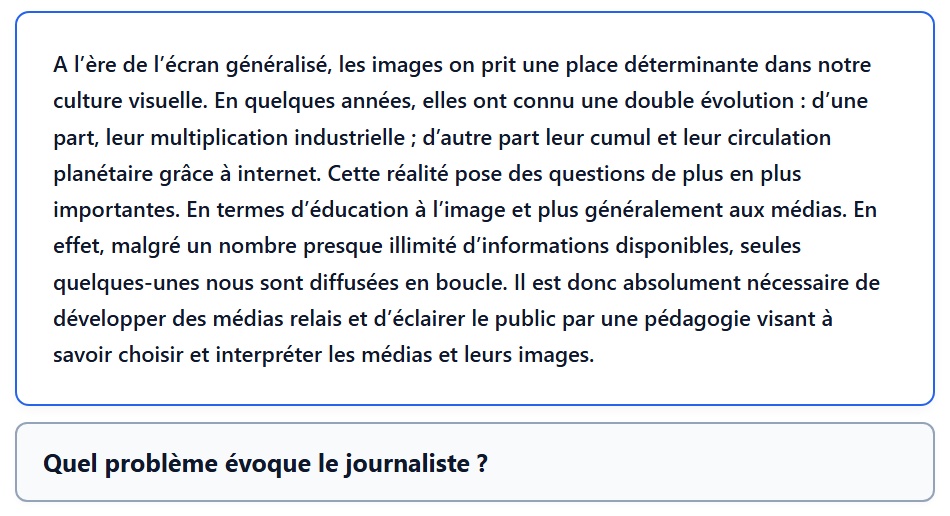 A l’ère de l’écran généralisé, les images on prit une place déterminante dans notre
culture visuelle. En quelques années, elles ont connu une double évolution : d’une
part, leur multiplication industrielle ; d’autre part leur cumul et leur circulation
planétaire grâce à internet. Cette réalité pose des questions de plus en plus
importantes. En termes d’éducation à l’image et plus généralement aux médias. En
effet, malgré un nombre presque illimité d’informations disponibles, seules
quelques-unes nous sont diffusées en boucle. Il est donc absolument nécessaire de
développer des médias relais et d’éclairer le public par une pédagogie visant à
savoir choisir et interpréter les médias et leurs images.
Quel problème évoque le journaliste ?